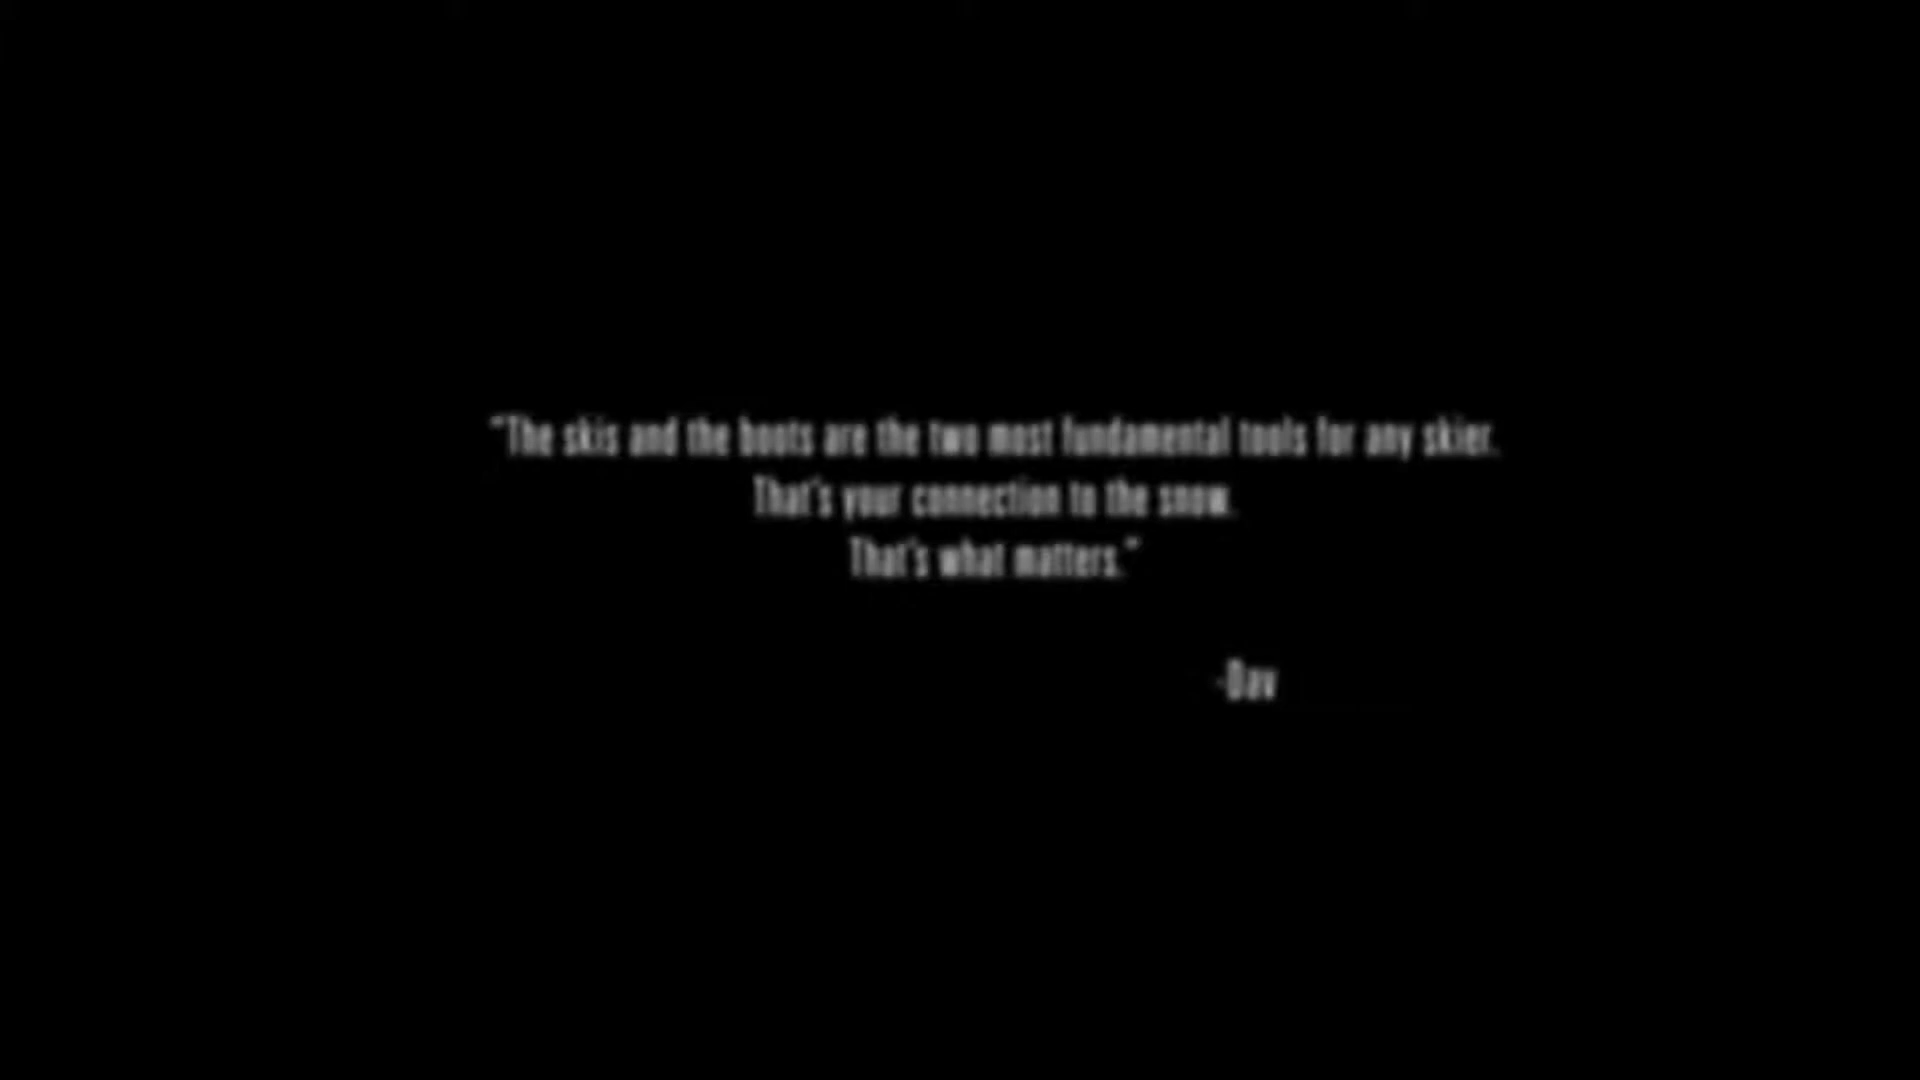 "The skis and the boots are the two most fundamental tools for any skier.
That's your connection to the snow.
That's what matters."
-Dav